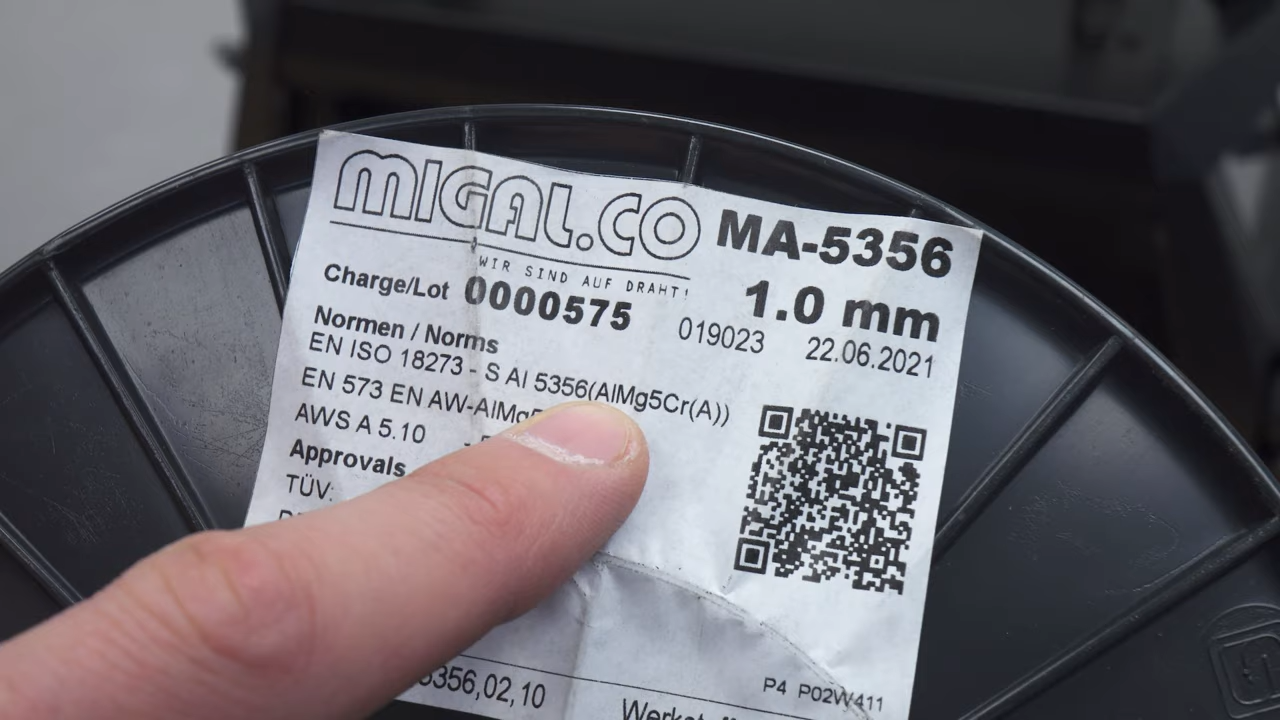 MIGAL.CO
WIR SIND AUF DRAHT!
MA-5356
1.0 mm
Charge/Lot 0000575
019023 22.06.2021
Normen / Norms
EN ISO 18273 - S Al 5356(AlMg5Cr(A))
EN 573 EN AW-AlMg5
AWS A 5.10 -
Approvals
TÜV:
5356,02,10
P4 P02W411